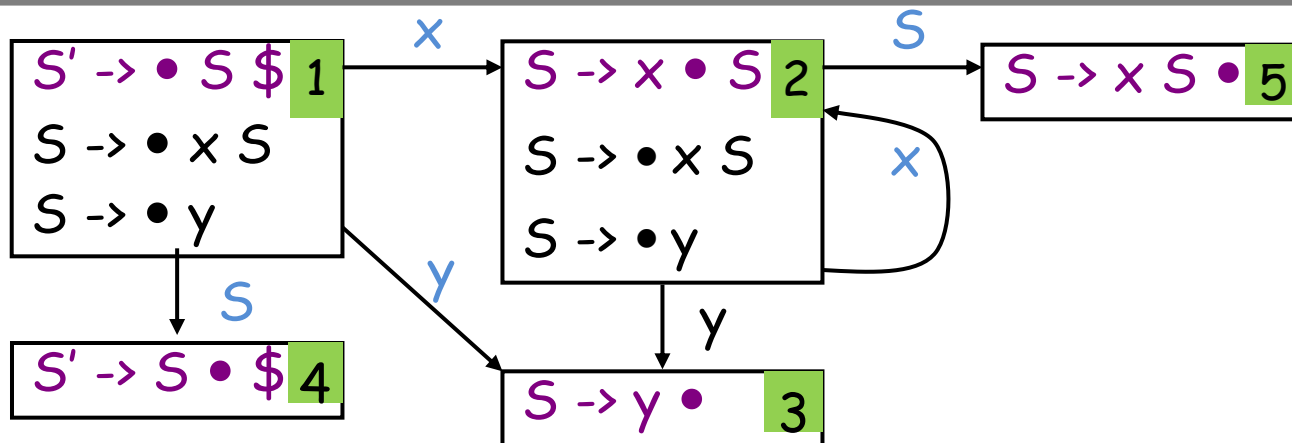 x
S
S' -> • S $ 1
S -> • x S
S -> • y
S -> x • S 2
S -> • x S
S -> • y
S -> x S • 5
x
y
S
y
S' -> S • $ 4
S -> y • 3